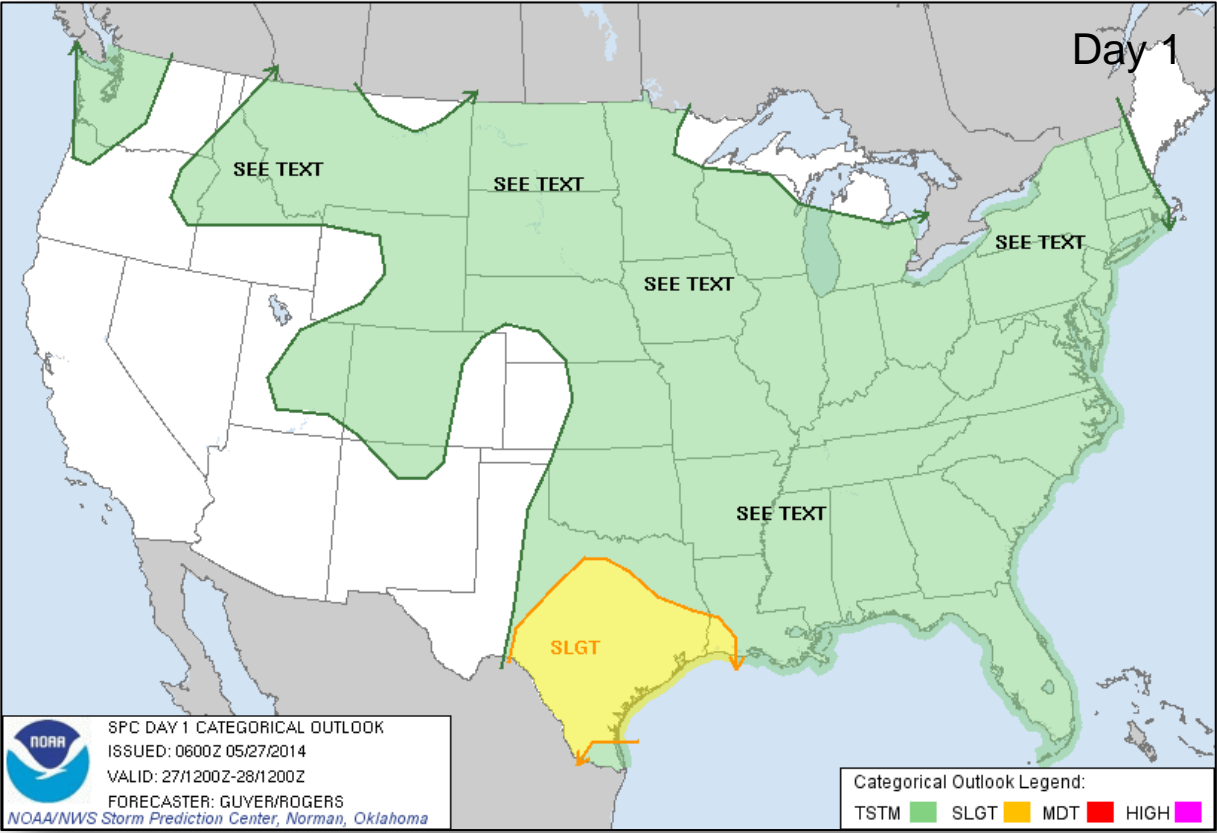 Day 1
SEE TEXT
SEE TEXT
SEE TEXT
SEE TEXT
SEE TEXT
SLGT
NOAA
SPC DAY 1 CATEGORICAL OUTLOOK
ISSUED: 0600Z 05/27/2014
VALID: 27/1200Z-28/1200Z
FORECASTER: GUYER/ROGERS
NOAA/NWS Storm Prediction Center, Norman, Oklahoma
Categorical Outlook Legend:
TSTM SLGT MDT HIGH